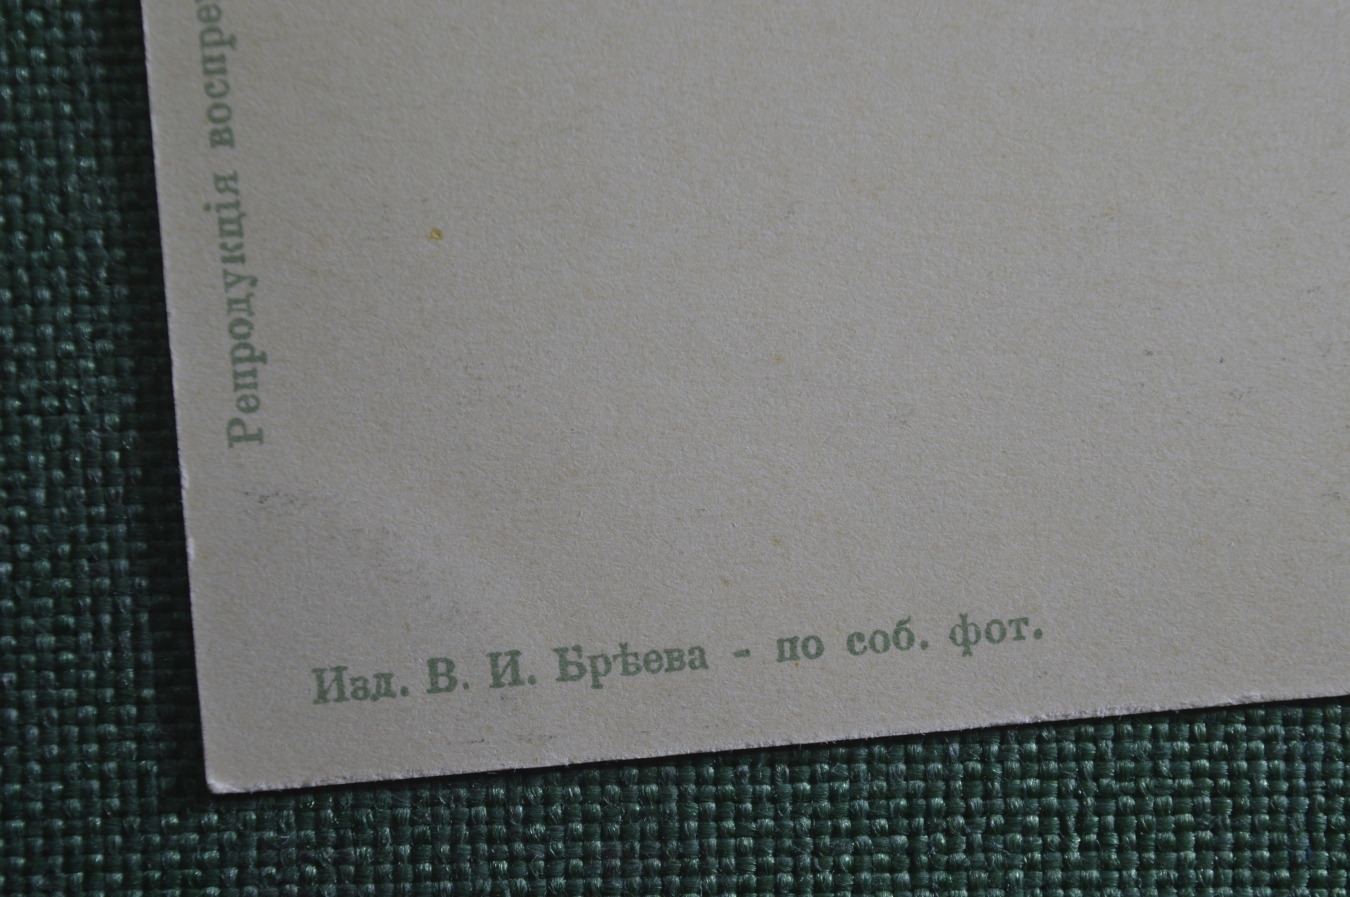 Репродукція воспре
Изд. В. И. Брѣева - по соб. фот.